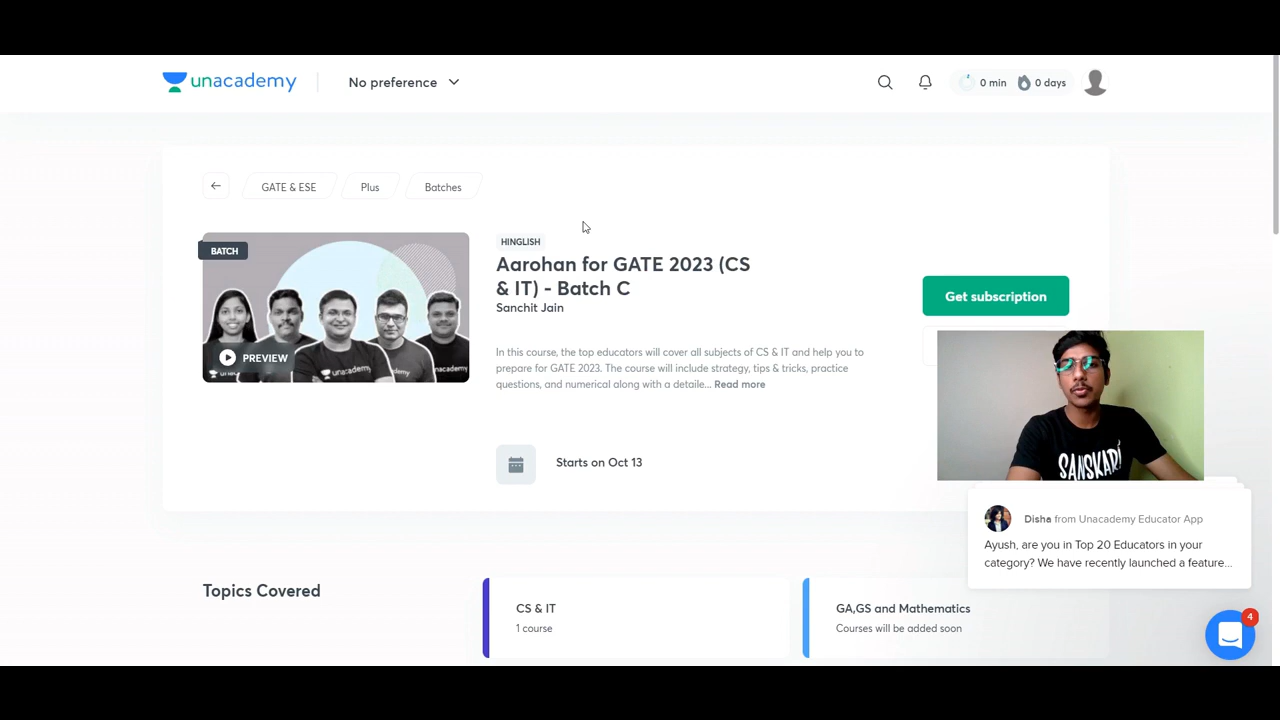 unacademy
No preference
0 min
0 days
GATE & ESE
Plus
Batches
BATCH
HINGLISH
Aarohan for GATE 2023 (CS
& IT) - Batch C
Sanchit Jain
Get subscription
PREVIEW
unacademy
In this course, the top educators will cover all subjects of CS & IT and help you to
prepare for GATE 2023. The course will include strategy, tips & tricks, practice
questions, and numerical along with a detaile... Read more
SANSKARI
Starts on Oct 13
Disha from Unacademy Educator App
Ayush, are you in Top 20 Educators in your
category? We have recently launched a feature...
Topics Covered
CS & IT
1 course
GA,GS and Mathematics
Courses will be added soon
4